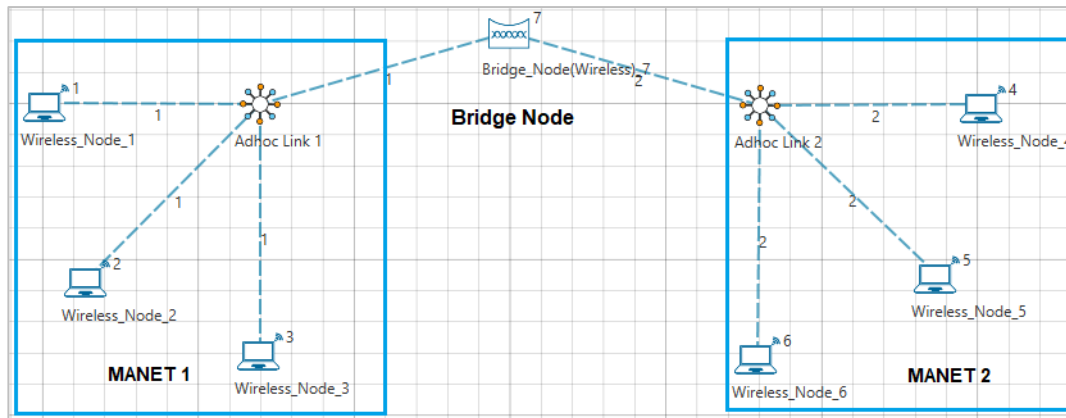 7
Bridge_Node(Wireless)_7
1
2
Bridge Node
1
Wireless_Node_1
1
Adhoc Link 1
1
2
Wireless_Node_2
1
3
Wireless_Node_3
MANET 1
Adhoc Link 2
2
4
Wireless_Node_4
2
5
Wireless_Node_5
2
6
Wireless_Node_6
MANET 2